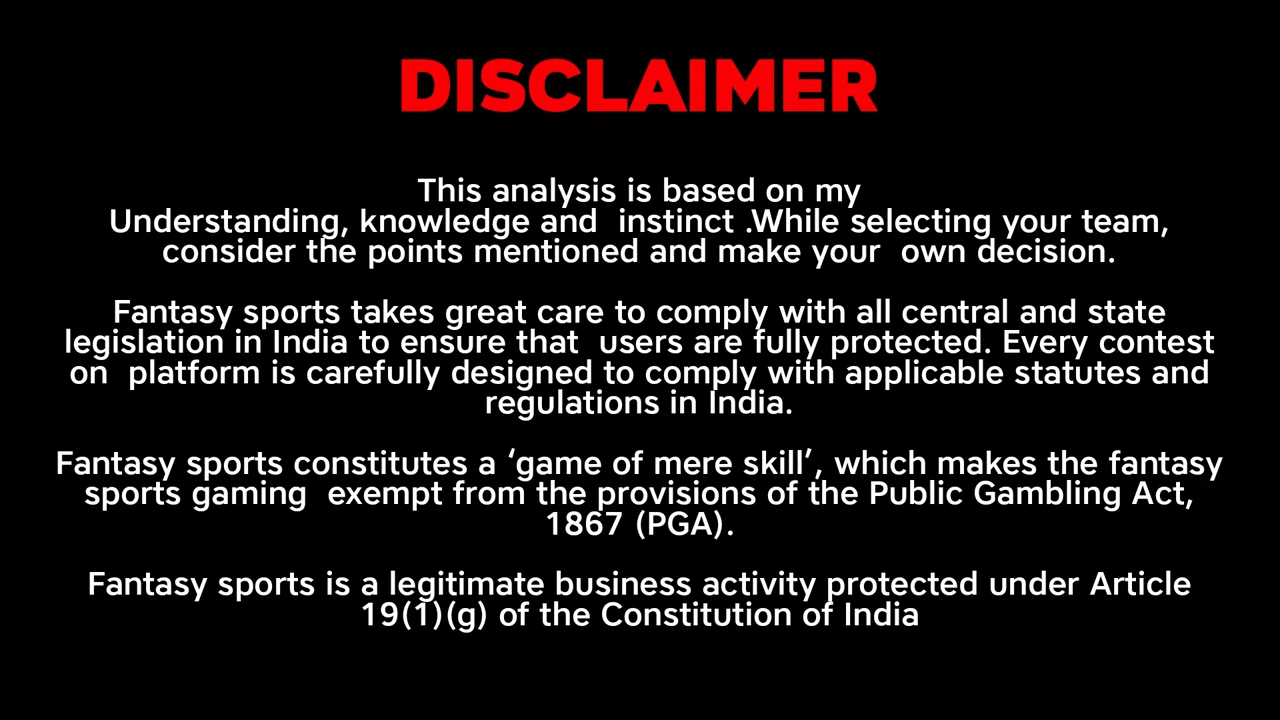 DISCLAIMER
This analysis is based on my
Understanding, knowledge and  instinct .While selecting your team,
consider the points mentioned and make your  own decision.
Fantasy sports takes great care to comply with all central and state
legislation in India to ensure that  users are fully protected. Every contest
on  platform is carefully designed to comply with applicable statutes and
regulations in India.
Fantasy sports constitutes a ‘game of mere skill’, which makes the fantasy
sports gaming  exempt from the provisions of the Public Gambling Act,
1867 (PGA).
Fantasy sports is a legitimate business activity protected under Article
19(1)(g) of the Constitution of India